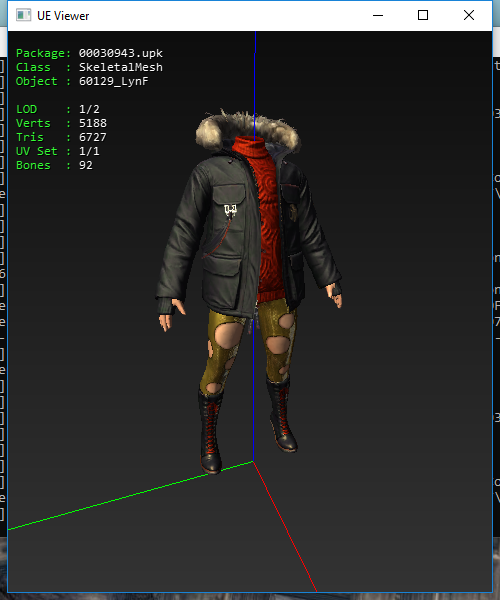 UE Viewer
Package: 00030943.upk
Class : SkeletalMesh
Object : 60129_LynF
LOD : 1/2
Verts : 5188
Tris : 6727
UV Set : 1/1
Bones : 92